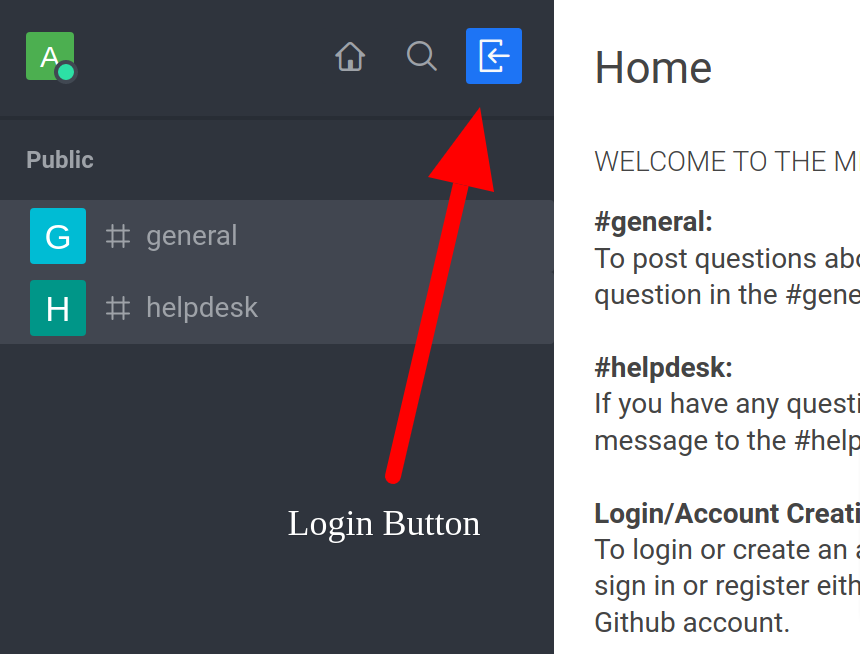 A
Public
G # general
H # helpdesk
Login Button
Home
WELCOME TO THE M
#general:
To post questions abo
question in the #gene
#helpdesk:
If you have any questi
message to the #help
Login/Account Creati
To login or create an a
sign in or register eith
Github account.